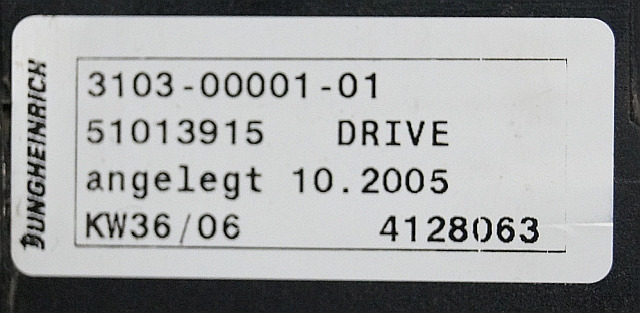 JUNGHEINRICH
3103-00001-01
51013915 DRIVE
angelegt 10.2005
KW36/06 4128063